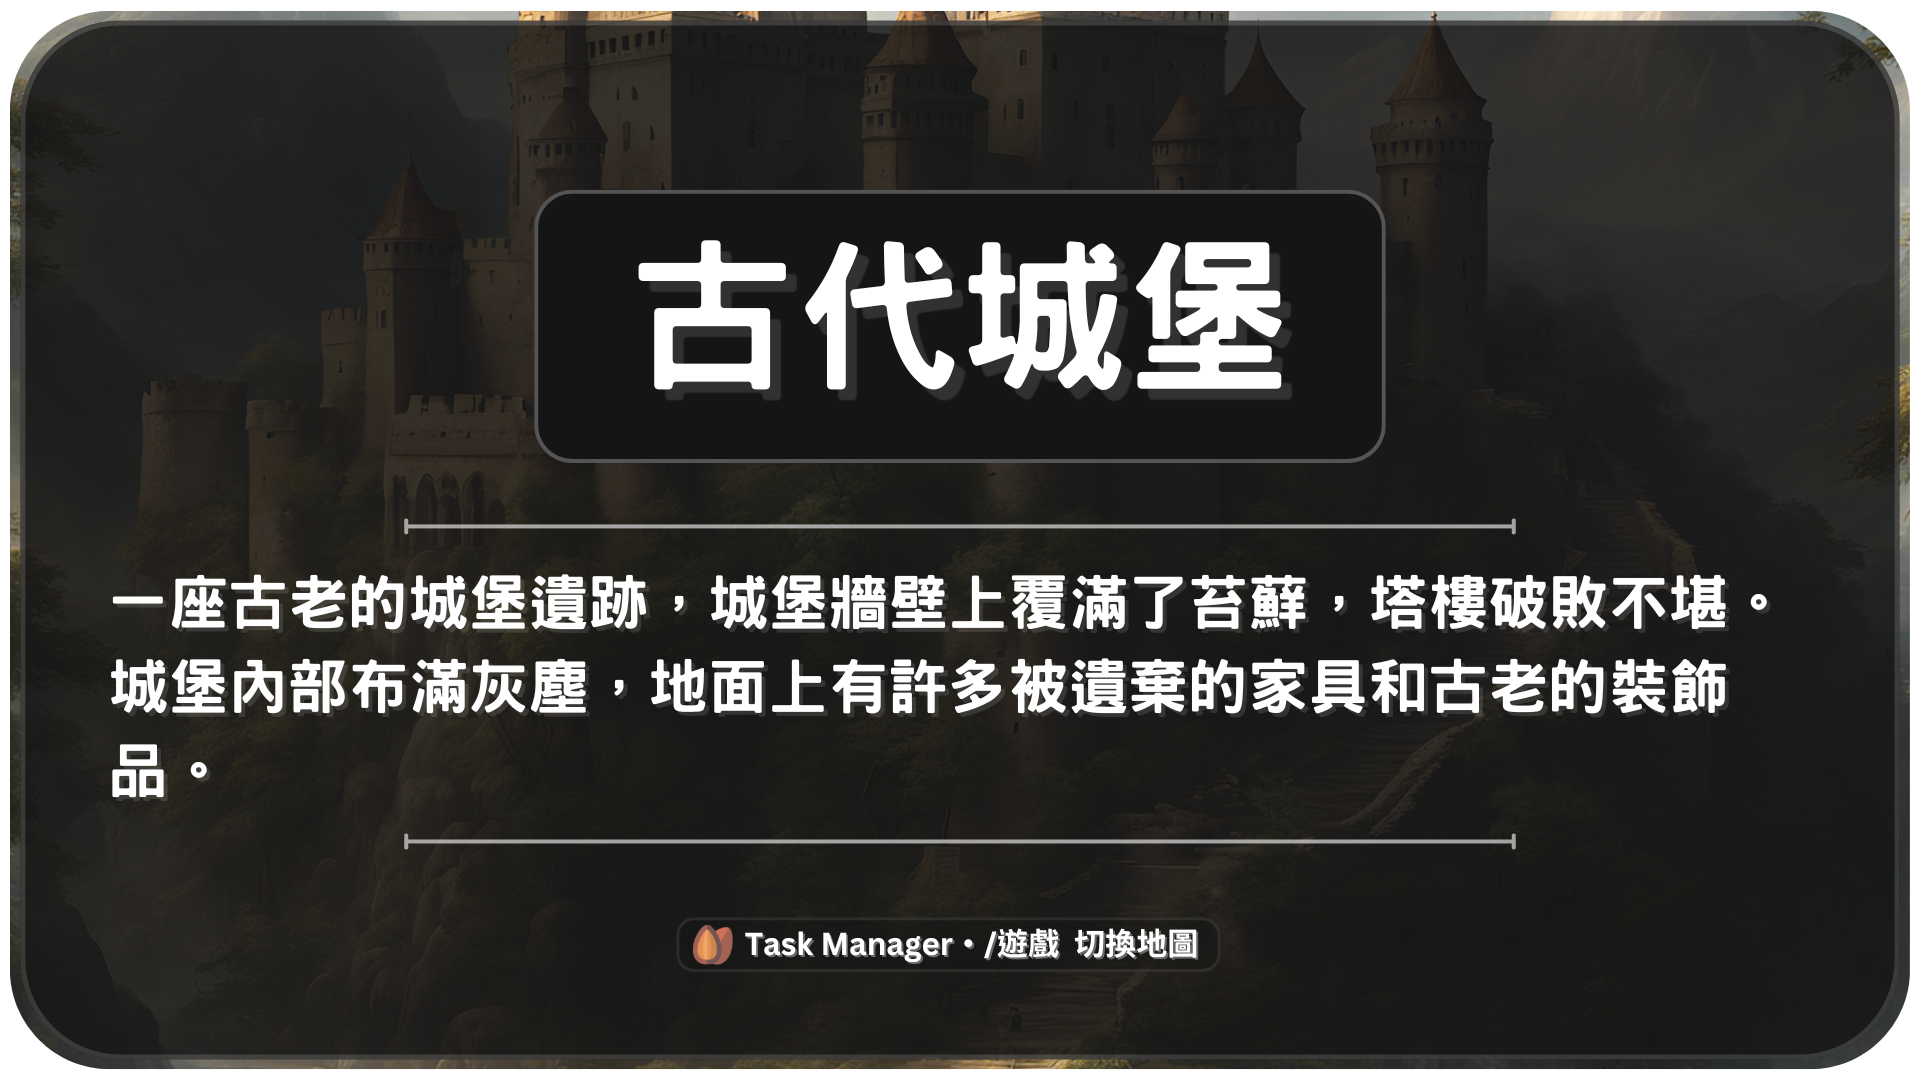 古代城堡
一座古老的城堡遺跡，城堡牆壁上覆滿了苔蘚，塔樓破敗不堪。
城堡內部布滿灰塵，地面上有許多被遺棄的家具和古老的裝飾
品。
Task Manager・/遊戲 切換地圖